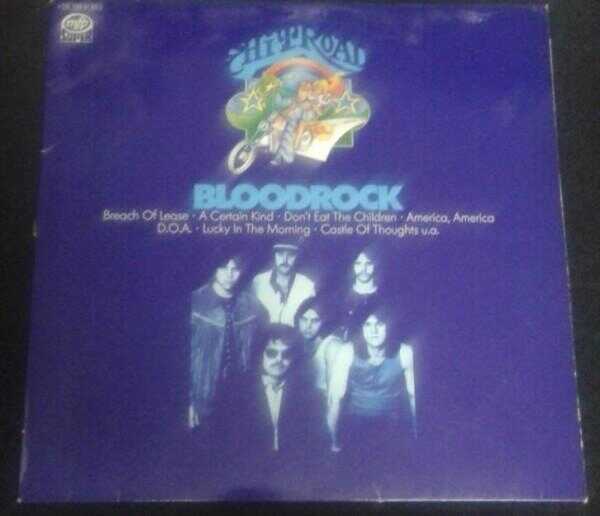 mfp
HIT ROAD
BLOODROCK
Breach Of Lease · A Certain Kind · Don't Eat The Children · America, America
D.O.A. · Lucky In The Morning · Castle Of Thoughts u.a.